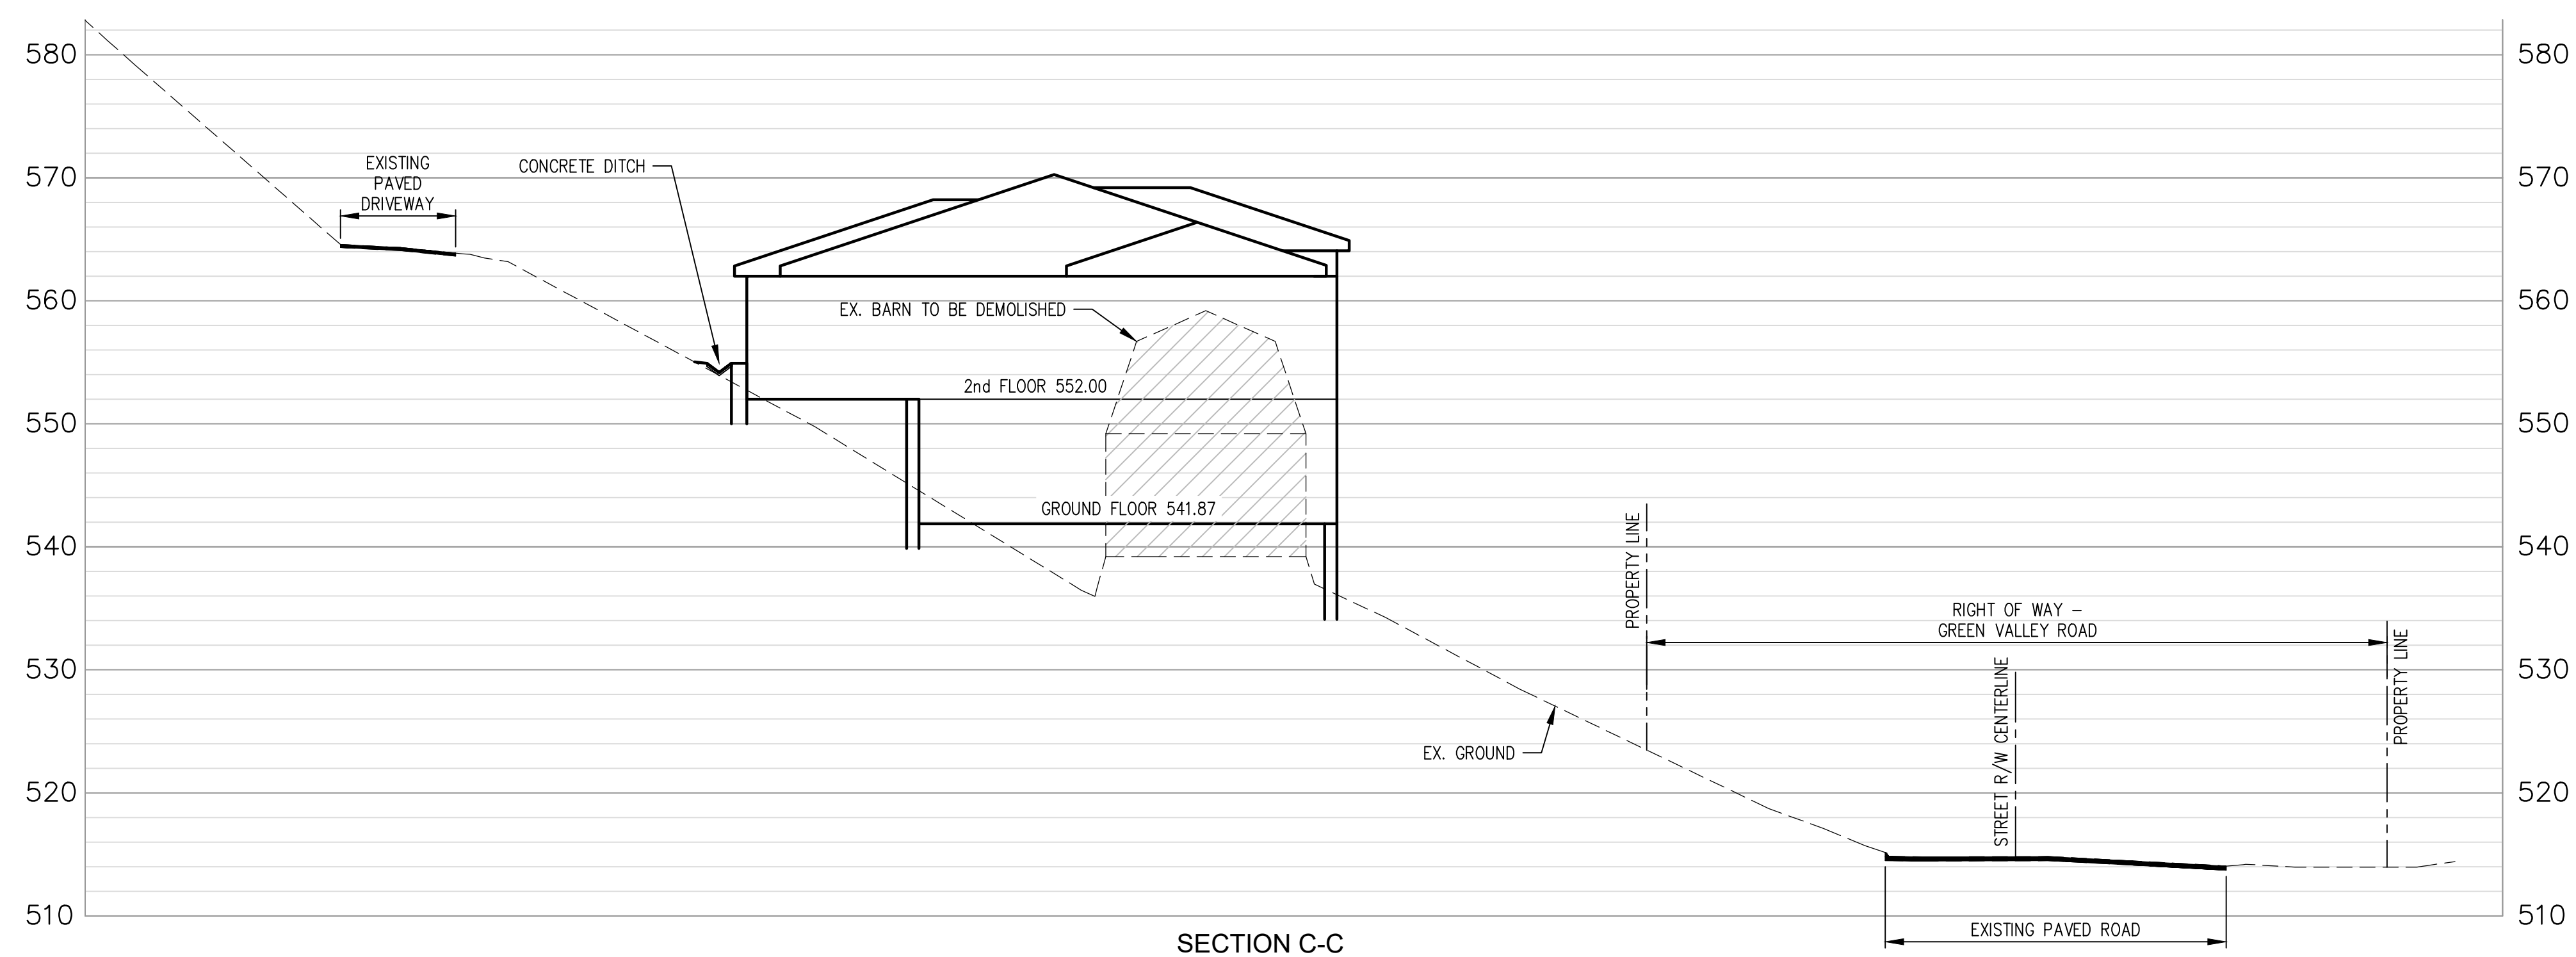 580
580
EXISTING
PAVED
DRIVEWAY
CONCRETE DITCH
570
570
560
560
EX. BARN TO BE DEMOLISHED
2nd FLOOR 552.00
550
550
GROUND FLOOR 541.87
540
540
PROPERTY LINE
RIGHT OF WAY –
GREEN VALLEY ROAD
PROPERTY LINE
STREET R/W CENTERLINE
530
530
EX. GROUND
520
520
510
510
EXISTING PAVED ROAD
SECTION C-C